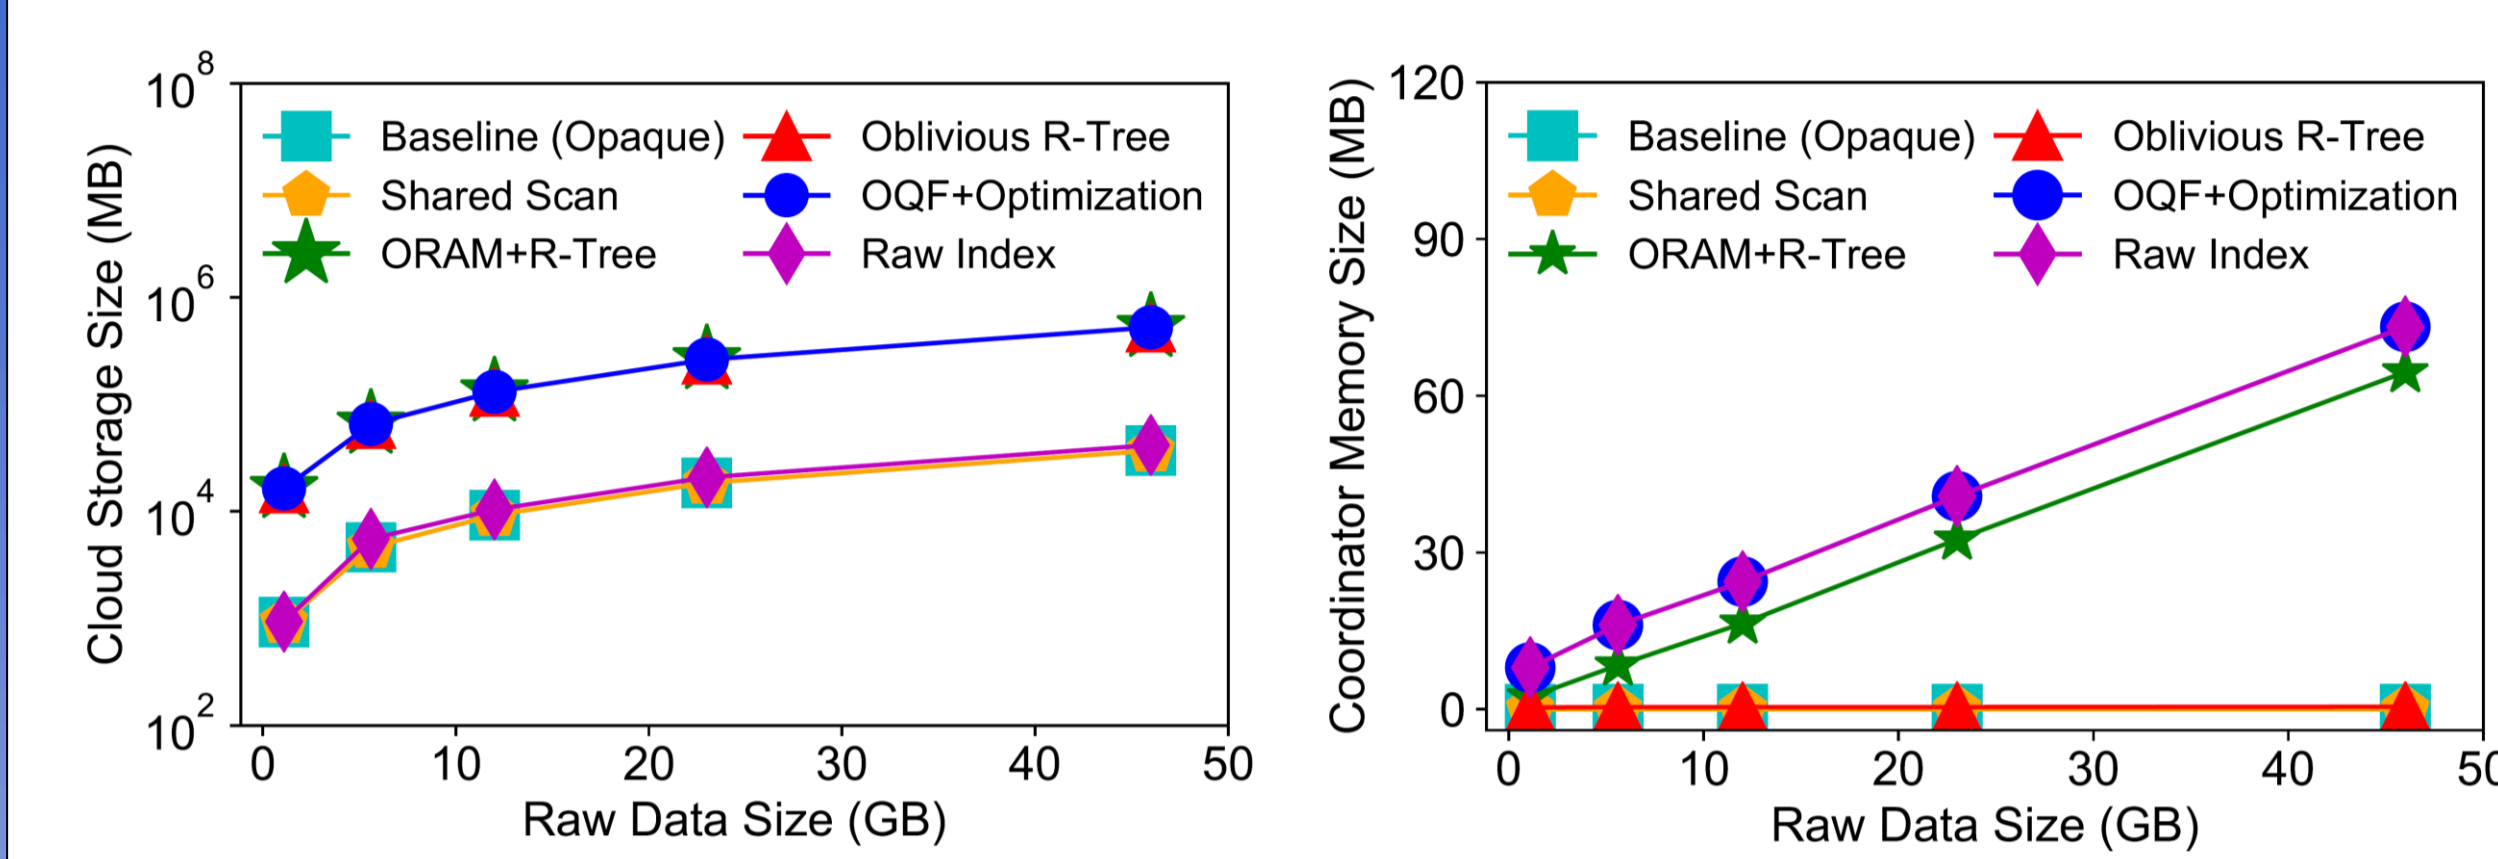 Cloud Storage Size (MB)
10^8
10^6
10^4
10^2
Baseline (Opaque)
Shared Scan
ORAM+R-Tree
Oblivious R-Tree
OQF+Optimization
Raw Index
0 10 20 30 40 50
Raw Data Size (GB)
Coordinator Memory Size (MB)
120
90
60
30
0
Baseline (Opaque)
Shared Scan
ORAM+R-Tree
Oblivious R-Tree
OQF+Optimization
Raw Index
0 10 20 30 40 50
Raw Data Size (GB)